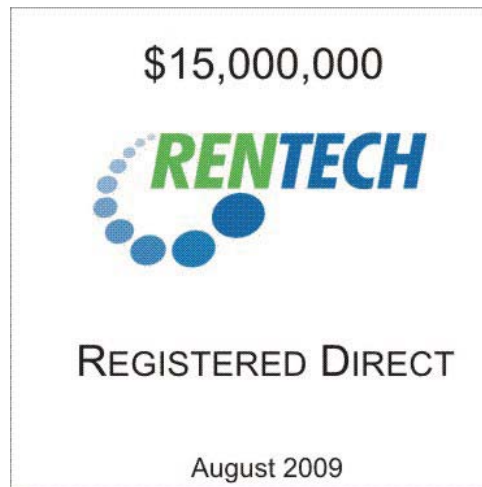 $15,000,000
RENTECH
REGISTERED DIRECT
August 2009